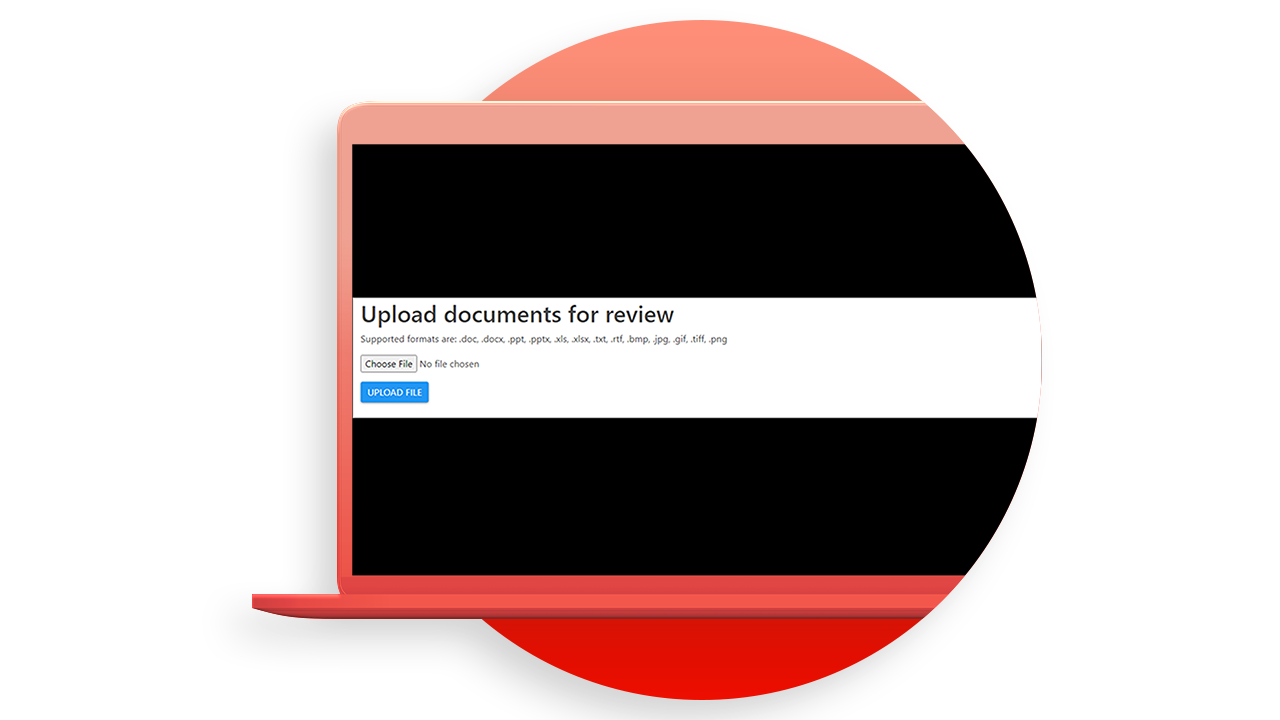 Upload documents for review
Supported formats are: .doc, .docx, .ppt, .pptx, .xls, .xlsx, .txt, .rtf, .bmp, .jpg, .gif, .tiff, .png
Choose File No file chosen
UPLOAD FILE